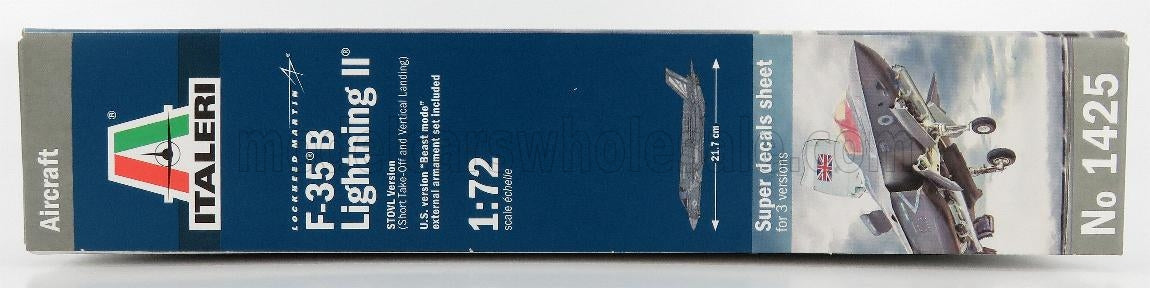 Aircraft
ITALERI®
LOCKHEED MARTIN
F-35®B
Lightning II®
STOVL Version
(Short Take-Off and Vertical Landing)
U.S. version "Beast mode"
external armament set included
1:72
scale échelle
21.7 cm
Super decals sheet
for 3 versions
No 1425